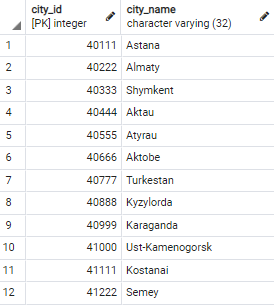 city_id city_name
[PK] integer character varying (32)
1 40111 Astana
2 40222 Almaty
3 40333 Shymkent
4 40444 Aktau
5 40555 Atyrau
6 40666 Aktobe
7 40777 Turkestan
8 40888 Kyzylorda
9 40999 Karaganda
10 41000 Ust-Kamenogorsk
11 41111 Kostanai
12 41222 Semey